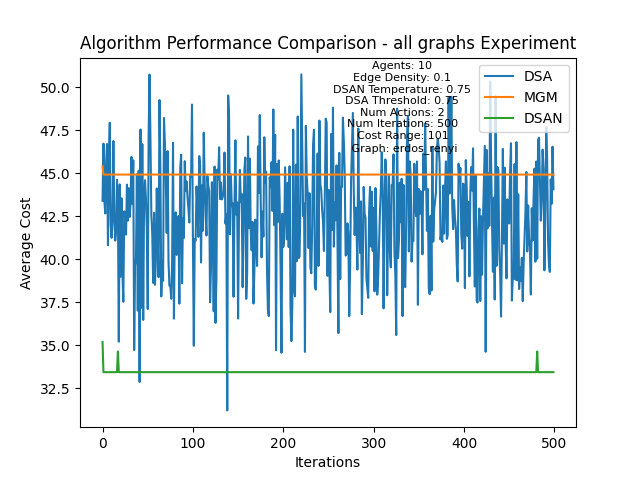 Algorithm Performance Comparison - all graphs Experiment
Agents: 10
Edge Density: 0.1
DSAN Temperature: 0.75
DSA Threshold: 0.75
Num Actions: 2
Num Iterations: 500
Cost Range: 101
Graph: erdos_renyi
DSA
MGM
DSAN
Average Cost
50.0
47.5
45.0
42.5
40.0
37.5
35.0
32.5
0 100 200 300 400 500
Iterations